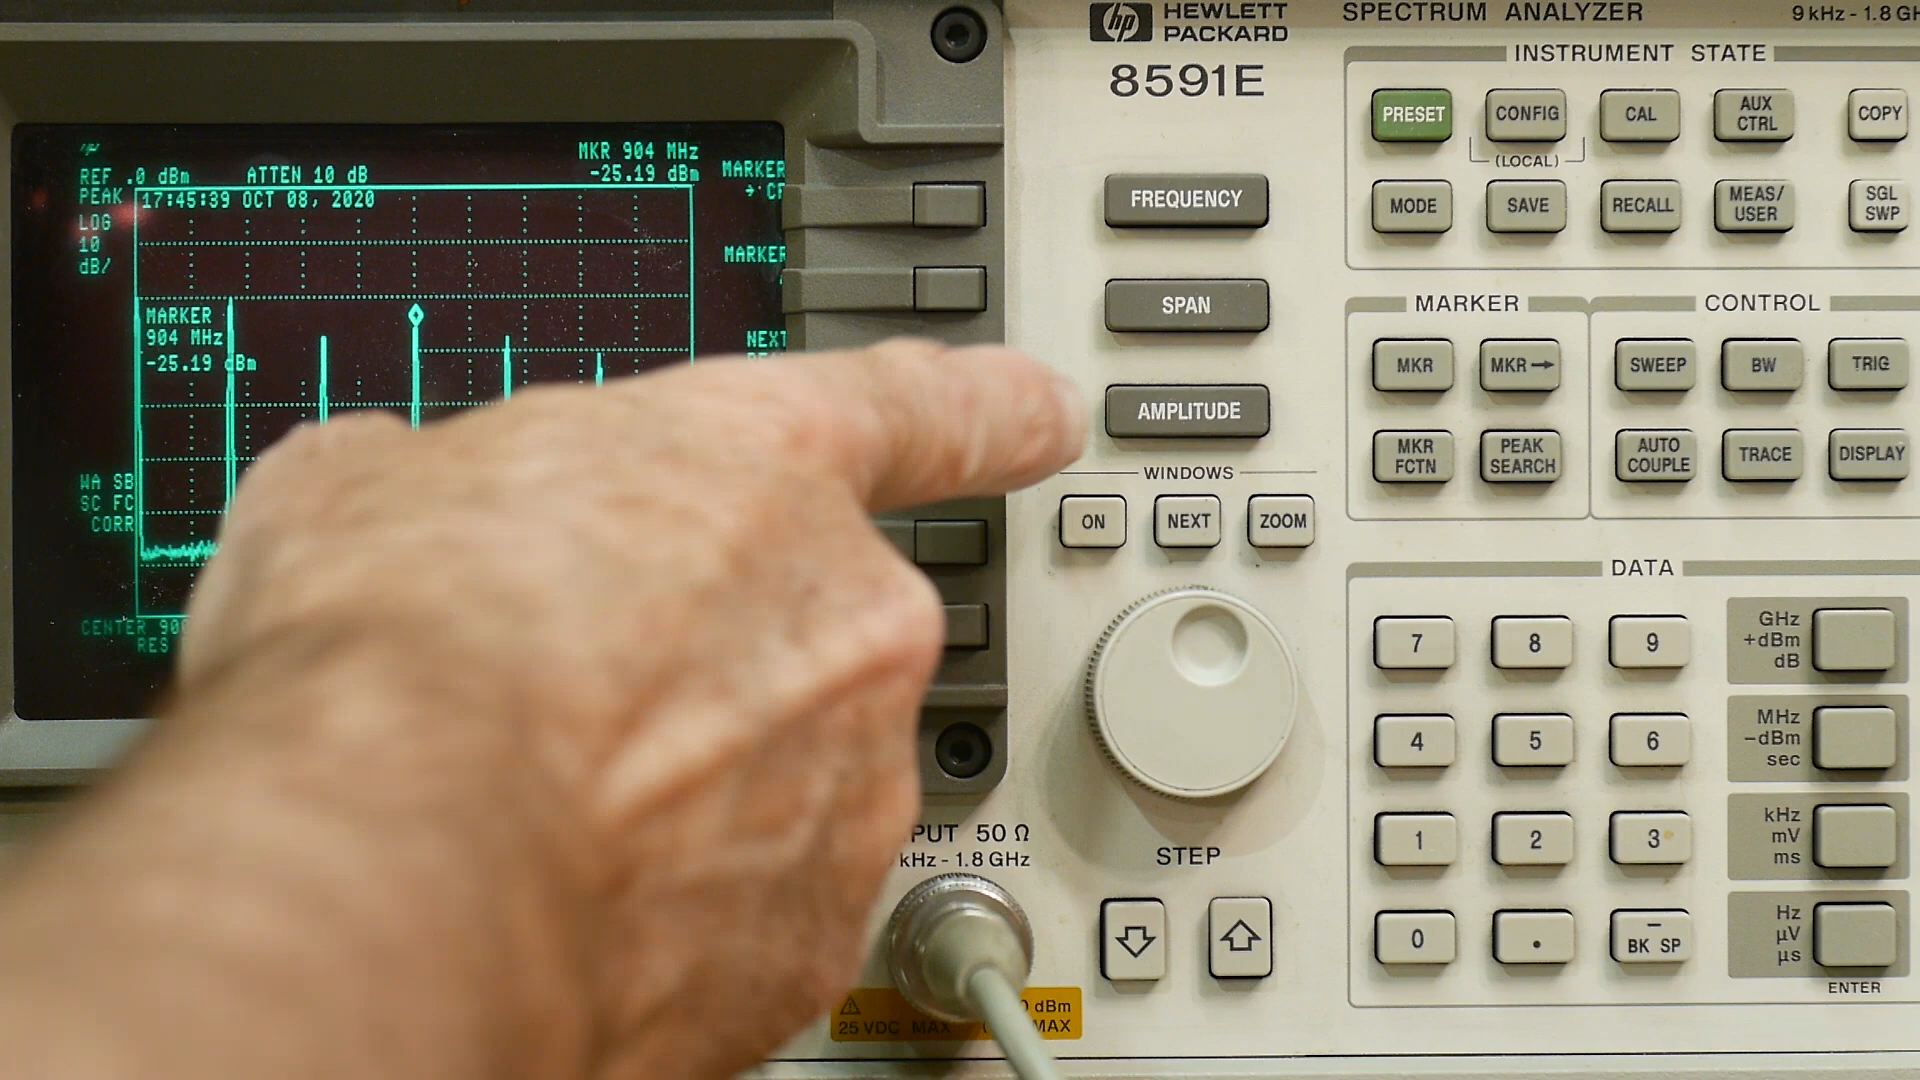 hp HEWLETT
PACKARD
8591E
SPECTRUM ANALYZER
9 kHz - 1.8
MKR 904 MHz
REF .0 dBm ATTEN 10 dB -25.19 dBm
PEAK
LOG
10
dB/
17:45:39 OCT 08, 2020
MARKER
904 MHz
-25.19 dBm
WA SB
SC FC
CORR
CENTER
RES
MARKER
→
MARKER
NEXT
FREQUENCY
SPAN
AMPLITUDE
WINDOWS
ON NEXT ZOOM
STEP
50 Ω
kHz - 1.8 GHz
dBm
25 VDC MAX MAX
INSTRUMENT STATE
PRESET CONFIG CAL AUX CTRL COPY
(LOCAL)
MODE SAVE RECALL MEAS/ USER SGL SWP
MARKER
MKR MKR→
MKR FCTN PEAK SEARCH
CONTROL
SWEEP BW TRIG
AUTO COUPLE TRACE DISPLAY
DATA
7 8 9
GHz
+dBm
dB
4 5 6
MHz
-dBm
sec
1 2 3
kHz
mV
ms
0 . – BK SP
Hz
µV
µs
ENTER